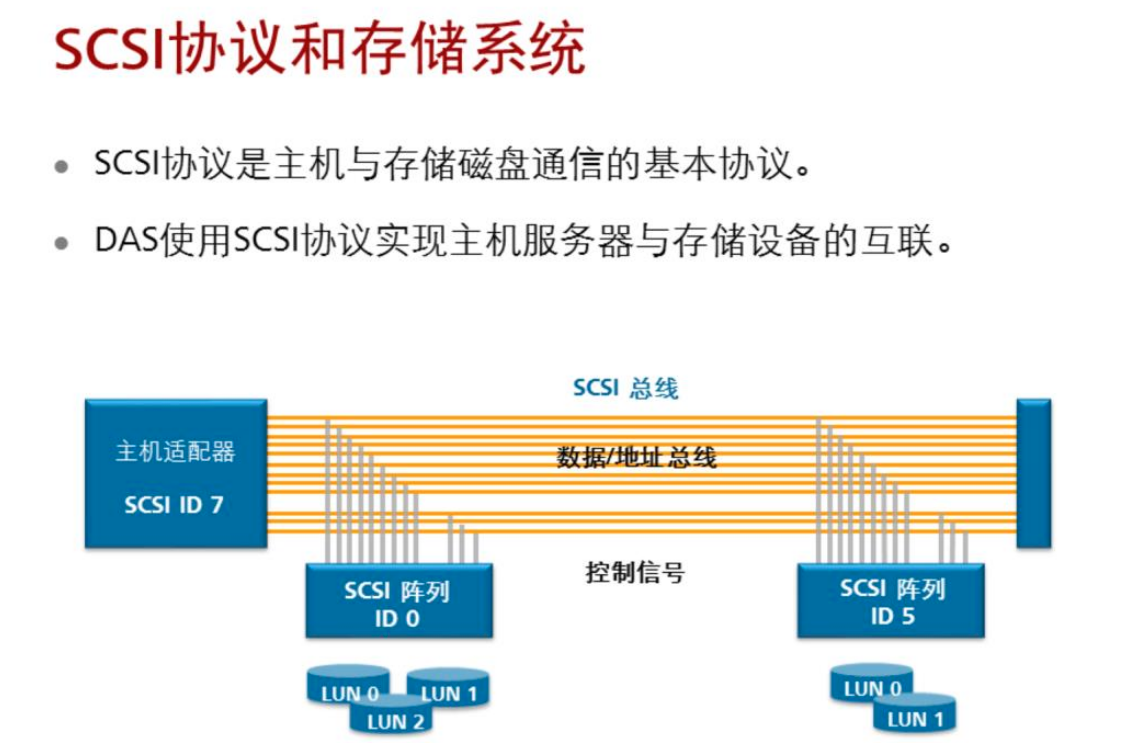 SCSI协议和存储系统
SCSI协议是主机与存储磁盘通信的基本协议。
DAS使用SCSI协议实现主机服务器与存储设备的互联。
SCSI 总线
主机适配器
SCSI ID 7
数据/地址总线
控制信号
SCSI 阵列
ID 0
SCSI 阵列
ID 5
LUN 0
LUN 1
LUN 2
LUN 0
LUN 1